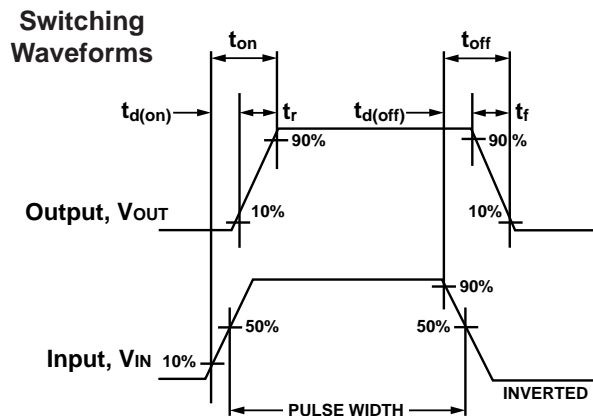 Switching
Waveforms
ton
toff
td(on)
tr
td(off)
tf
90%
90 %
Output, VOUT
10%
10%
90%
50%
50%
Input, VIN
10%
INVERTED
PULSE WIDTH